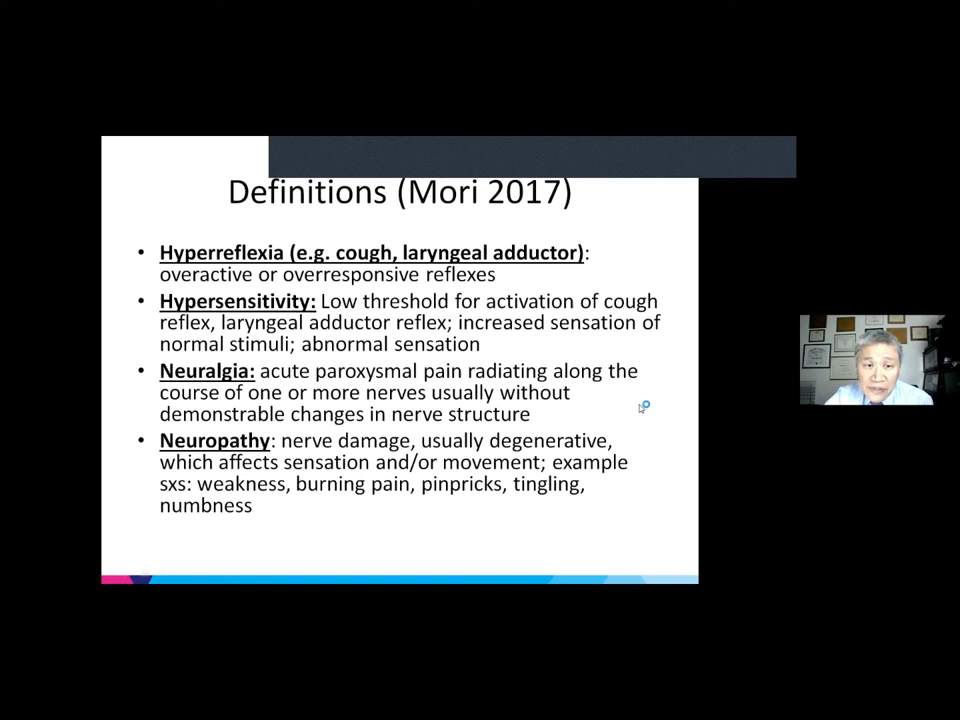 Definitions (Mori 2017)
• Hyperreflexia (e.g. cough, laryngeal adductor):
overactive or overresponsive reflexes
• Hypersensitivity: Low threshold for activation of cough
reflex, laryngeal adductor reflex; increased sensation of
normal stimuli; abnormal sensation
• Neuralgia: acute paroxysmal pain radiating along the
course of one or more nerves usually without
demonstrable changes in nerve structure
• Neuropathy: nerve damage, usually degenerative,
which affects sensation and/or movement; example
sxs: weakness, burning pain, pinpricks, tingling,
numbness